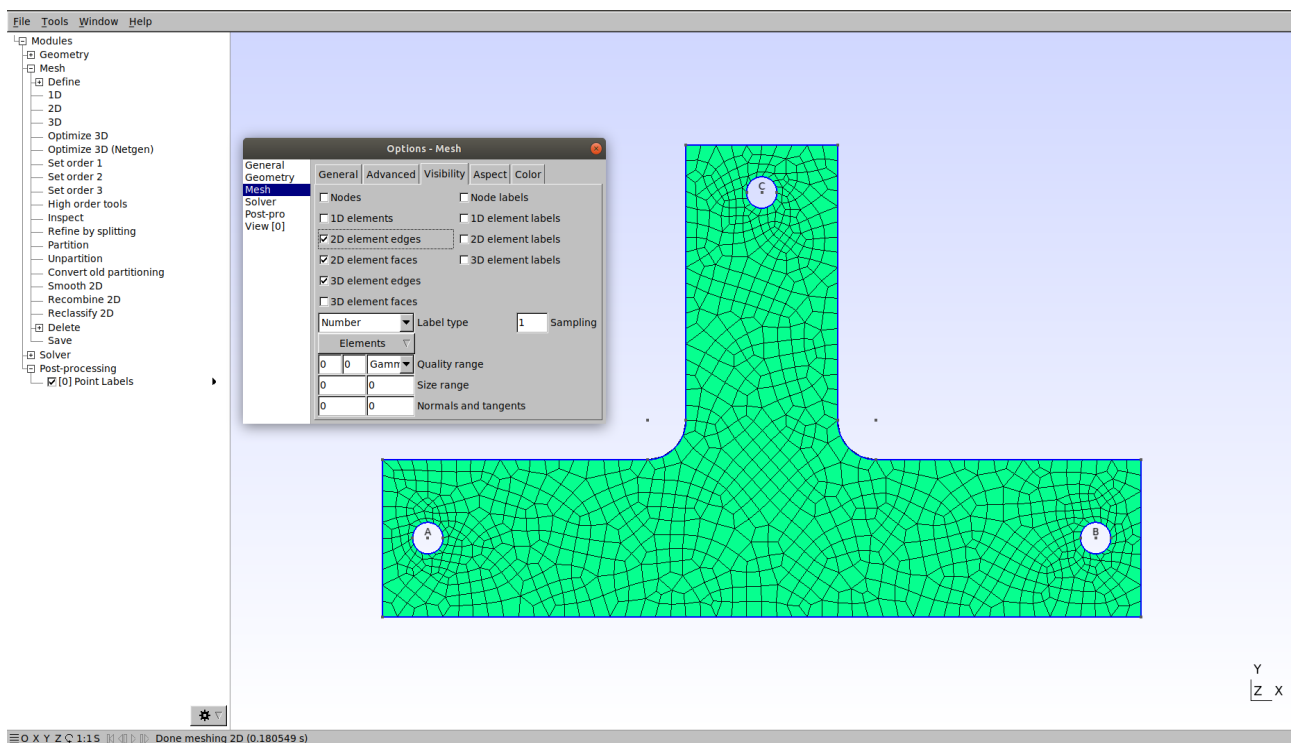 File Tools Window Help
Modules
Geometry
Mesh
Define
1D
2D
3D
Optimize 3D
Optimize 3D (Netgen)
Set order 1
Set order 2
Set order 3
High order tools
Inspect
Refine by splitting
Partition
Unpartition
Convert old partitioning
Smooth 2D
Recombine 2D
Reclassify 2D
Delete
Save
Solver
Post-processing
[0] Point Labels
Options - Mesh
General
Geometry
Mesh
Solver
Post-pro
View [0]
General Advanced Visibility Aspect Color
Nodes Node labels
1D elements 1D element labels
2D element edges 2D element labels
2D element faces 3D element labels
3D element edges
3D element faces
Number Label type 1 Sampling
Elements
0 0 Gamm Quality range
0 0 Size range
0 0 Normals and tangents
C
A
B
Y
Z X
O X Y Z 1:1 S Done meshing 2D (0.180549 s)